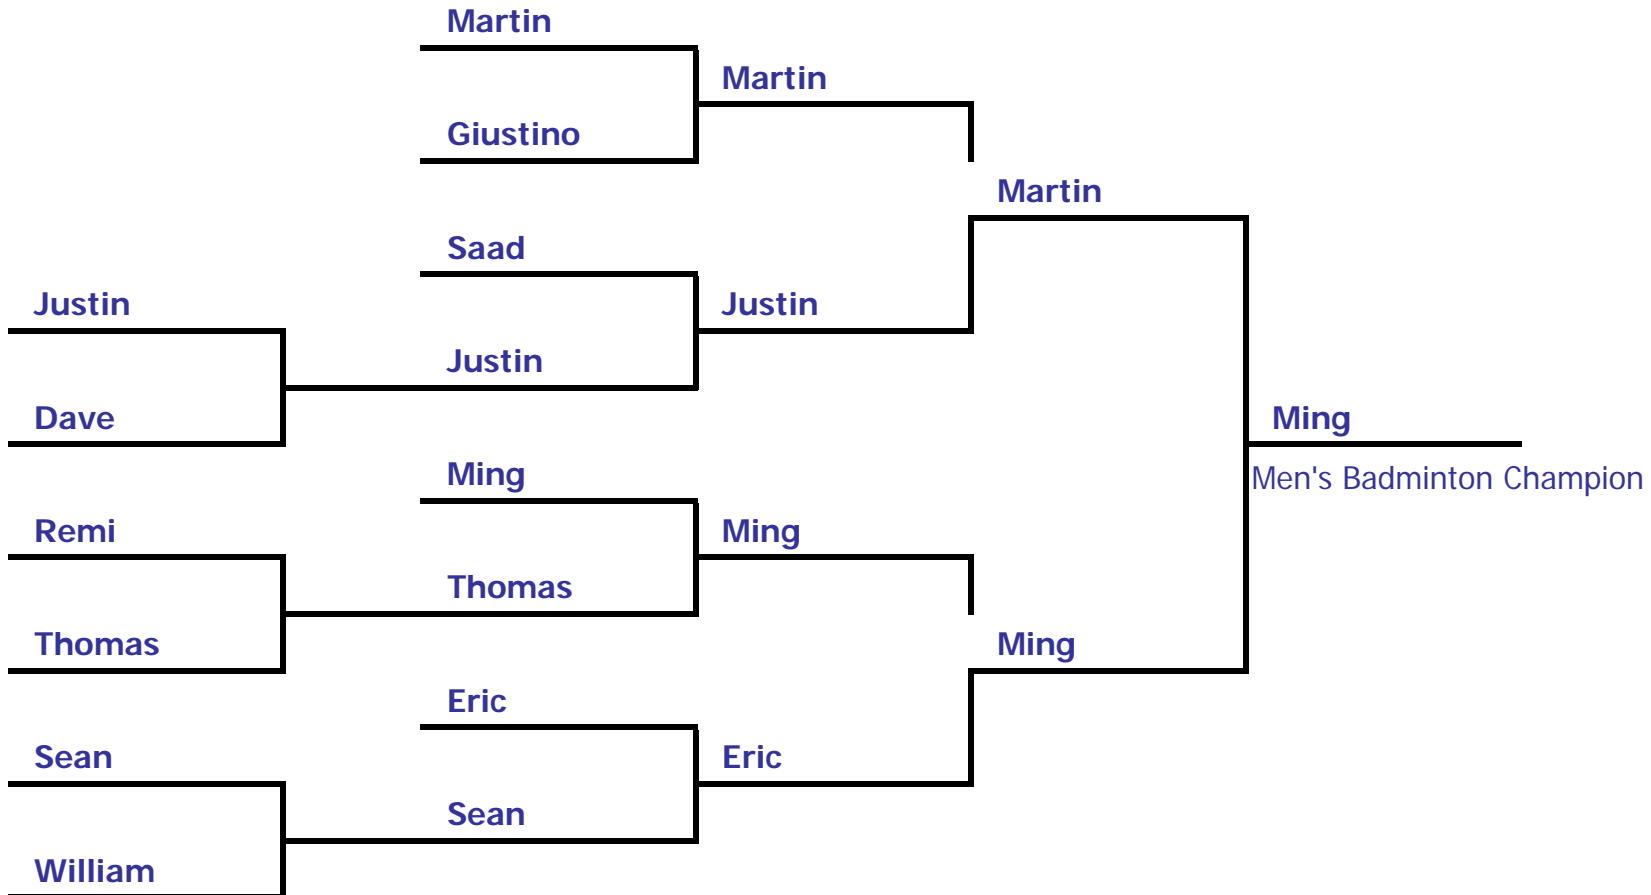 Martin
Martin
Giustino
Martin
Saad
Justin
Justin
Justin
Dave
Ming
Men's Badminton Champion
Ming
Remi
Ming
Thomas
Thomas
Ming
Eric
Sean
Eric
Sean
William